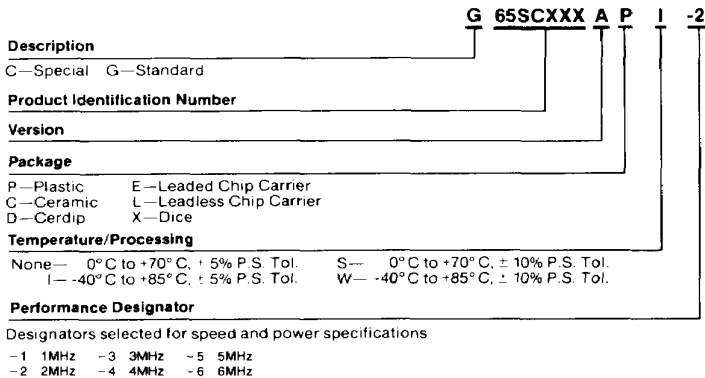 G 65SCXXX A P I -2
Description
C—Special G—Standard
Product Identification Number
Version
Package
P—Plastic E—Leaded Chip Carrier
C—Ceramic L—Leadless Chip Carrier
D—Cerdip X—Dice
Temperature/Processing
None— 0°C to +70°C, ± 5% P.S. Tol. S— 0°C to +70°C, ± 10% P.S. Tol.
I— -40°C to +85°C, ± 5% P.S. Tol. W— -40°C to +85°C, ± 10% P.S. Tol.
Performance Designator
Designators selected for speed and power specifications
-1 1MHz -3 3MHz -5 5MHz
-2 2MHz -4 4MHz -6 6MHz